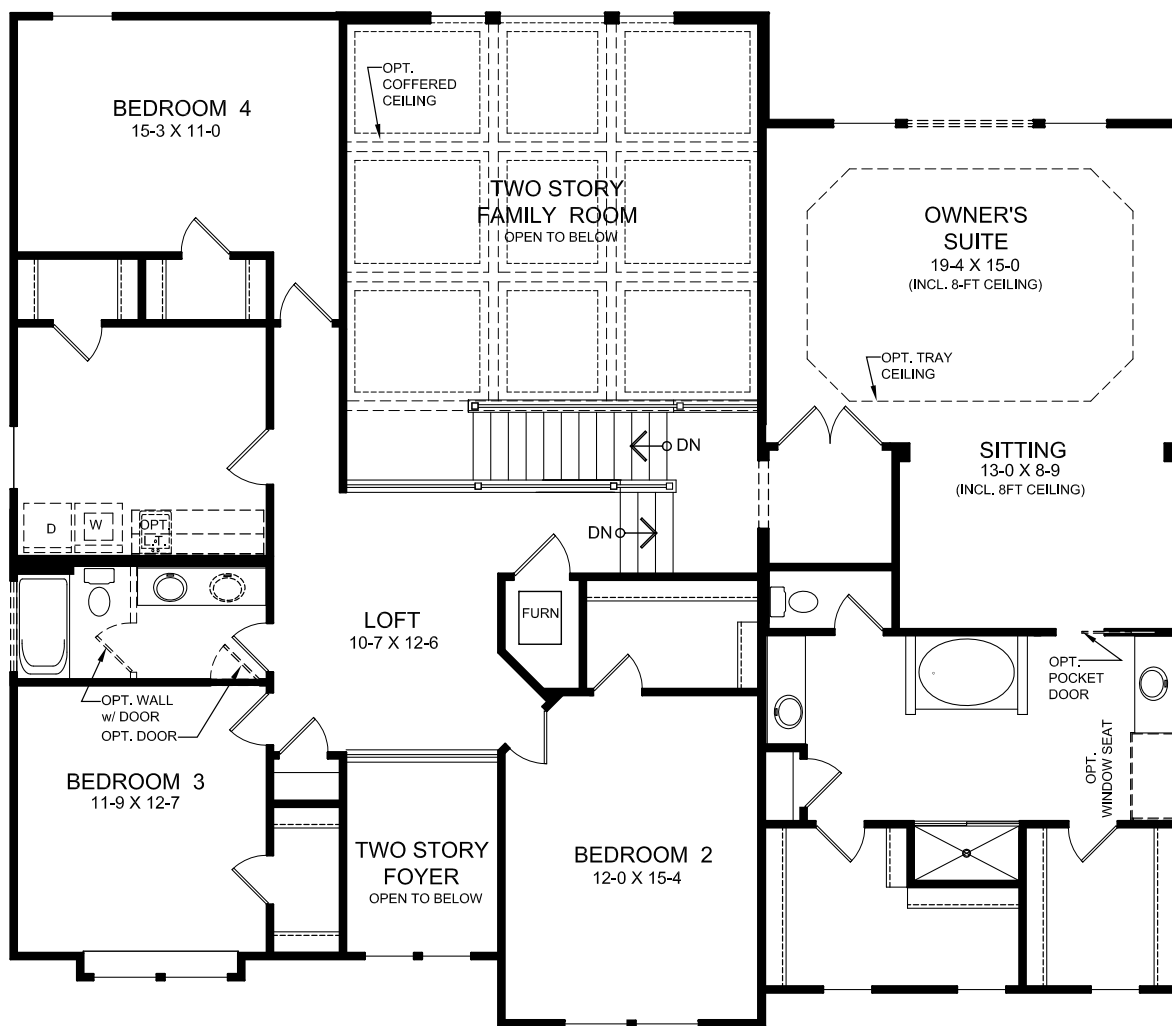 BEDROOM 4
15-3 X 11-0
OPT.
COFFERED
CEILING
TWO STORY
FAMILY ROOM
OPEN TO BELOW
OWNER'S
SUITE
19-4 X 15-0
(INCL. 8-FT CEILING)
OPT. TRAY
CEILING
SITTING
13-0 X 8-9
(INCL. 8FT CEILING)
DN
DN
D
W
OPT.
FURN
LOFT
10-7 X 12-6
OPT. WALL
w/ DOOR
OPT. DOOR
OPT.
POCKET
DOOR
OPT.
WINDOW SEAT
BEDROOM 3
11-9 X 12-7
TWO STORY
FOYER
OPEN TO BELOW
BEDROOM 2
12-0 X 15-4